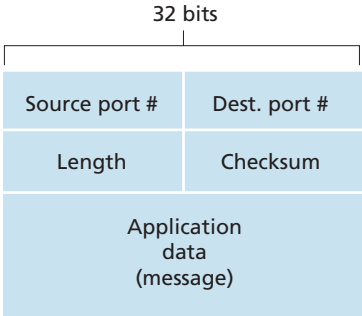 32 bits
Source port #
Dest. port #
Length
Checksum
Application
data
(message)